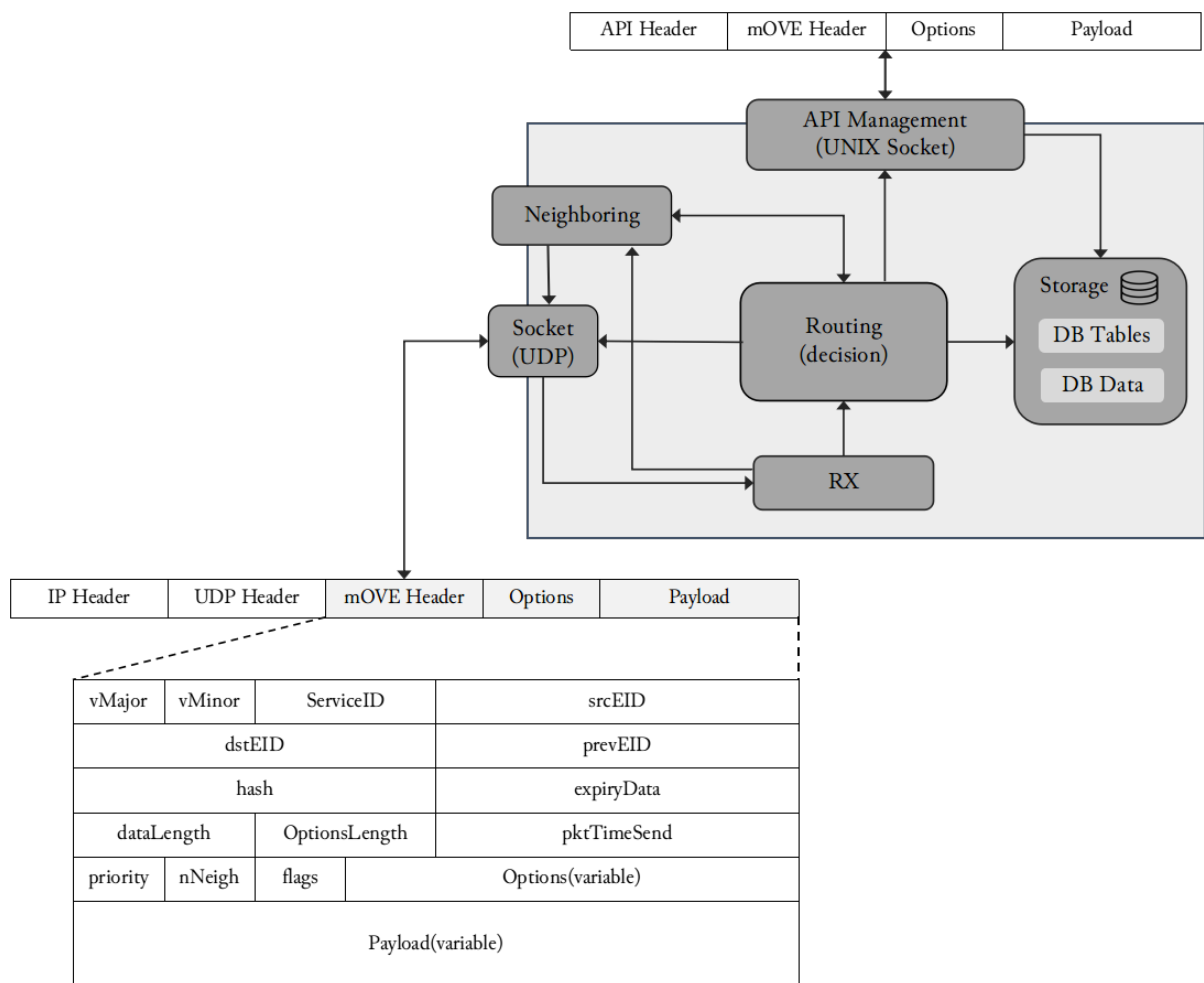 API Header mOVE Header Options Payload
API Management
(UNIX Socket)
Neighboring
Storage
Socket
(UDP)
Routing
(decision)
DB Tables
DB Data
RX
IP Header UDP Header mOVE Header Options Payload
vMajor vMinor ServiceID srcEID
dstEID prevEID
hash expiryData
dataLength OptionsLength pktTimeSend
priority nNeigh flags Options(variable)
Payload(variable)